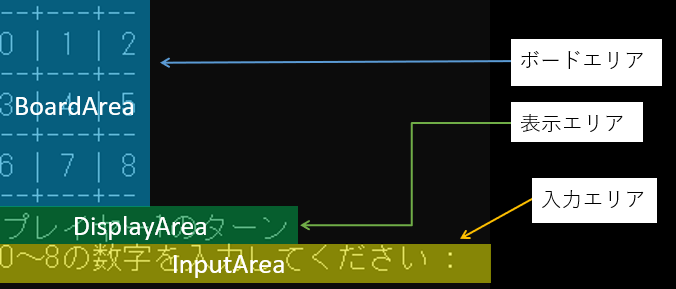 --+---+--
0 | 1 | 2
--+---+--
ボードエリア
3 | 4 | 5
BoardArea
--+---+--
表示エリア
6 | 7 | 8
--+---+--
入力エリア
プレイヤー1のターン
DisplayArea
0～8の数字を入力してください :
InputArea